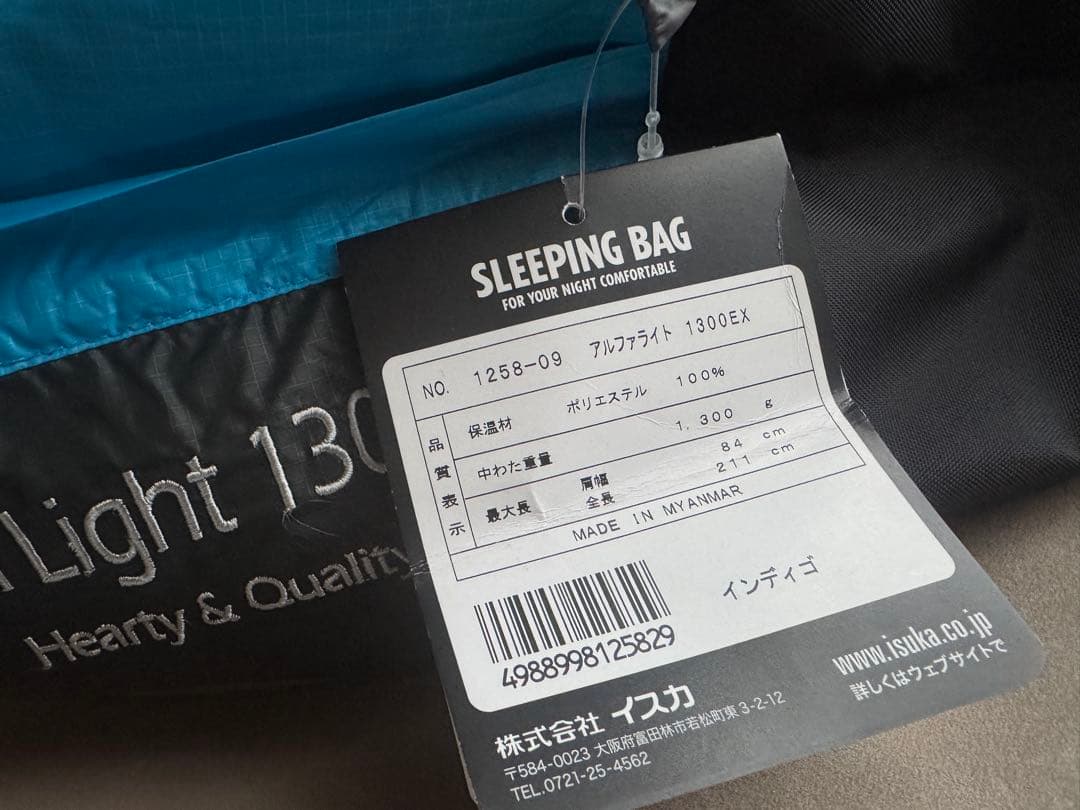 SLEEPING BAG
FOR YOUR NIGHT COMFORTABLE
NO. 1258-09 アルファライト 1300EX
品質表示
保温材 ポリエステル 100%
中わた重量 1,300 g
最大長 肩幅 84 cm
全長 211 cm
MADE IN MYANMAR
インディゴ
4988998125829
www.isuka.co.jp
詳しくはウェブサイトで
株式会社 イスカ
〒584-0023 大阪府富田林市若松町東3-2-12
TEL.0721-25-4562
Light 130
Hearty & Quality